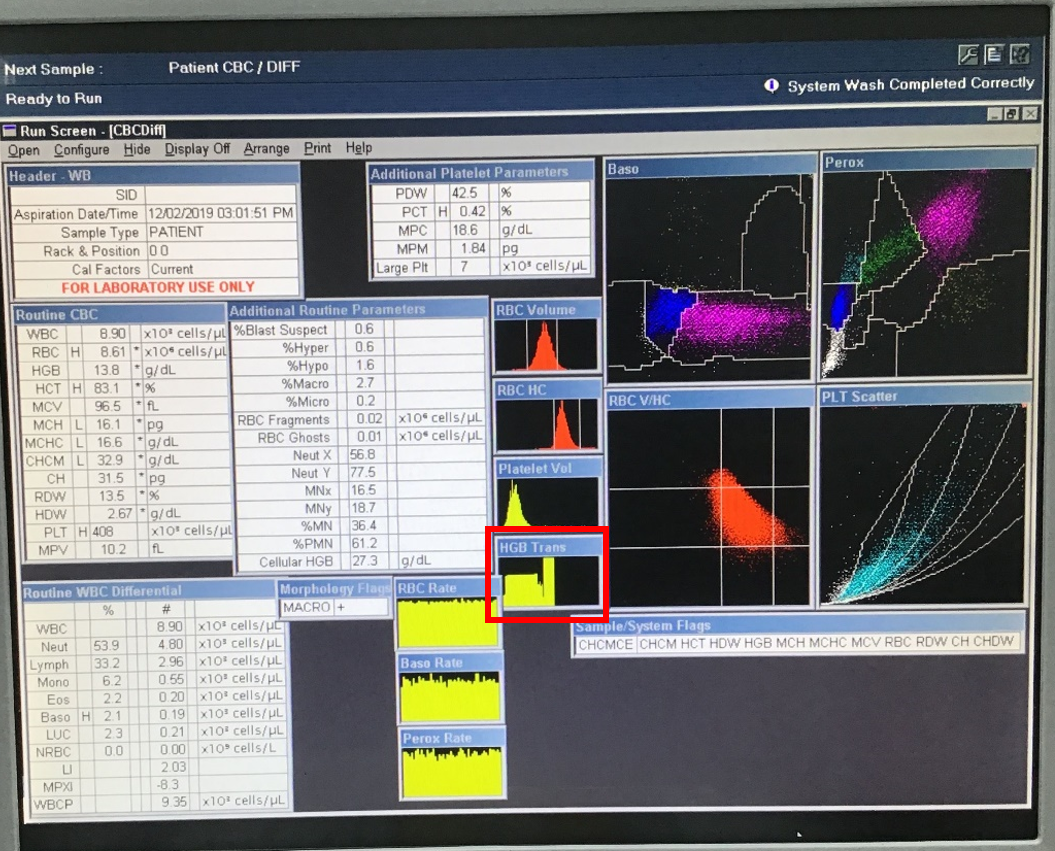 Next Sample : Patient CBC / DIFF
Ready to Run
System Wash Completed Correctly
Run Screen - [CBCDiff]
Open Configure Hide Display Off Arrange Print Help
Header - WB
SID
Aspiration Date/Time 12/02/2019 03:01:51 PM
Sample Type PATIENT
Rack & Position 0 0
Cal Factors Current
FOR LABORATORY USE ONLY
Additional Platelet Parameters
PDW 42.5 %
PCT H 0.42 %
MPC 18.6 g/dL
MPM 1.84 pg
Large Plt 7 x10³ cells/µL
Baso
Perox
Routine CBC
WBC 8.90 x10³ cells/µL
RBC H 8.61 * x10⁶ cells/µL
HGB 13.8 * g/dL
HCT H 83.1 * %
MCV 96.5 * fL
MCH L 16.1 * pg
MCHC L 16.6 * g/dL
CHCM L 32.9 * g/dL
CH 31.5 * pg
RDW 13.5 * %
HDW 2.67 * g/dL
PLT H 408 x10³ cells/µL
MPV 10.2 fL
Additional Routine Parameters
%Blast Suspect 0.6
%Hyper 0.6
%Hypo 1.6
%Macro 2.7
%Micro 0.2
RBC Fragments 0.02 x10⁶ cells/µL
RBC Ghosts 0.01 x10⁶ cells/µL
Neut X 56.8
Neut Y 77.5
MNx 16.5
MNy 18.7
%MN 36.4
%PMN 61.2
Cellular HGB 27.3 g/dL
RBC Volume
RBC HC
Platelet Vol
HGB Trans
RBC V/HC
PLT Scatter
Routine WBC Differential
% #
WBC 8.90 x10³ cells/µL
Neut 53.9 4.80 x10³ cells/µL
Lymph 33.2 2.96 x10³ cells/µL
Mono 6.2 0.55 x10³ cells/µL
Eos 2.2 0.20 x10³ cells/µL
Baso H 2.1 0.19 x10³ cells/µL
LUC 2.3 0.21 x10³ cells/µL
NRBC 0.0 0.00 x10⁹ cells/L
LI 2.03
MPXI -8.3
WBCP 9.35 x10³ cells/µL
Morphology Flags
MACRO +
RBC Rate
Baso Rate
Perox Rate
Sample/System Flags
CHCMCE CHCM HCT HDW HGB MCH MCHC MCV RBC RDW CH CHDW